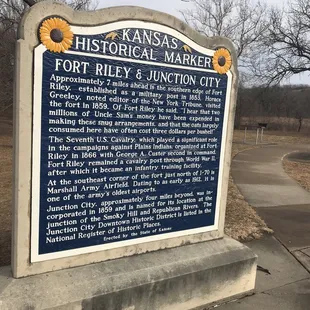 KANSAS
HISTORICAL MARKER
FORT RILEY & JUNCTION CITY
Approximately 7 miles ahead is the southern edge of Fort
Riley, established as a military post in 1853. Horace
Greeley, noted editor of the New York Tribune, visited
the fort in 1859. Of Fort Riley he said, "I hear that two
millions of Uncle Sam's money have been expended in
making these snug arrangements, and that the oats largely
consumed here have often cost three dollars per bushel!"
The Seventh U.S. Cavalry, which played a significant role
in the campaigns against Plains Indians, organized at Fort
Riley in 1866 with George A. Custer second in command.
Fort Riley remained a cavalry post through World War II,
after which it became an infantry training facility.
At the southeast corner of the fort just north of I-70 is
Marshall Army Airfield. Dating to as early as 1912, it is
one of the army's oldest airports.
Junction City, approximately four miles beyond, was
corporated in 1859 and is named for its location at the
junction of the Smoky Hill and Republican Rivers. The
Junction City Downtown Historic District is listed in the
National Register of Historic Places.
Erected by the State of Kansas